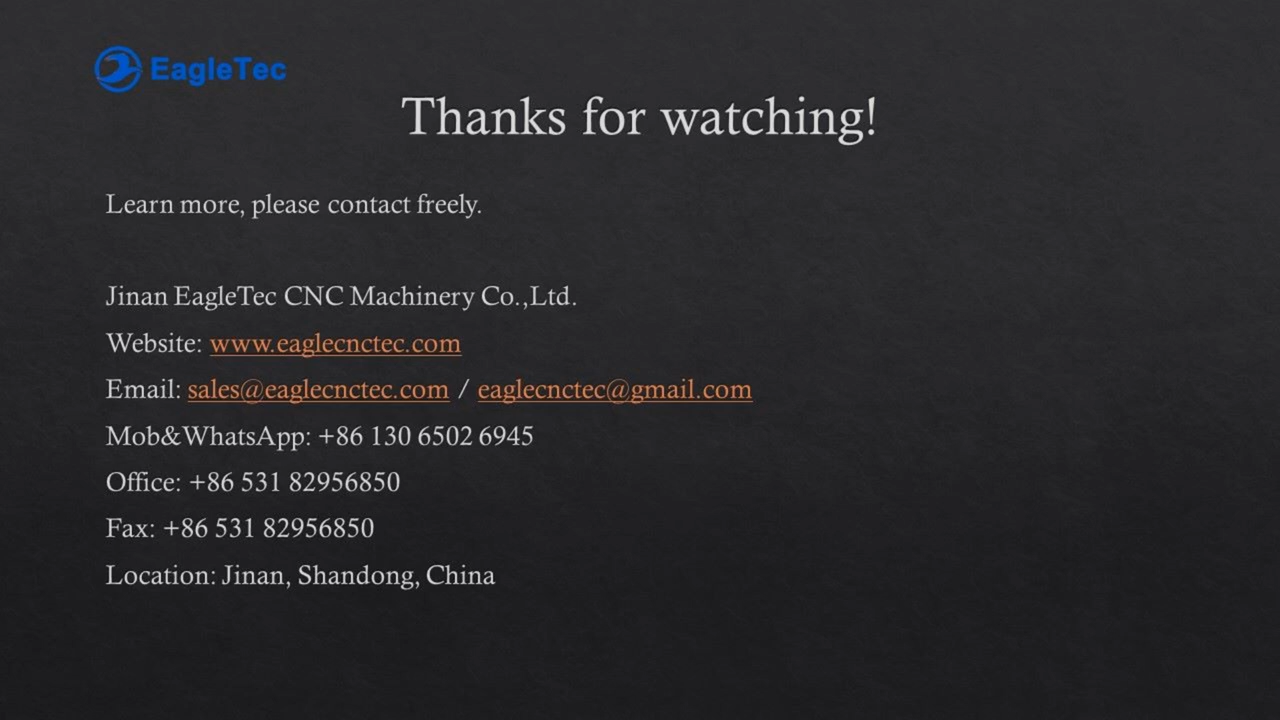 EagleTec
Thanks for watching!
Learn more, please contact freely.
Jinan EagleTec CNC Machinery Co.,Ltd.
Website: www.eaglecnctec.com
Email: sales@eaglecnctec.com / eaglecnctec@gmail.com
Mob&WhatsApp: +86 130 6502 6945
Office: +86 531 82956850
Fax: +86 531 82956850
Location: Jinan, Shandong, China